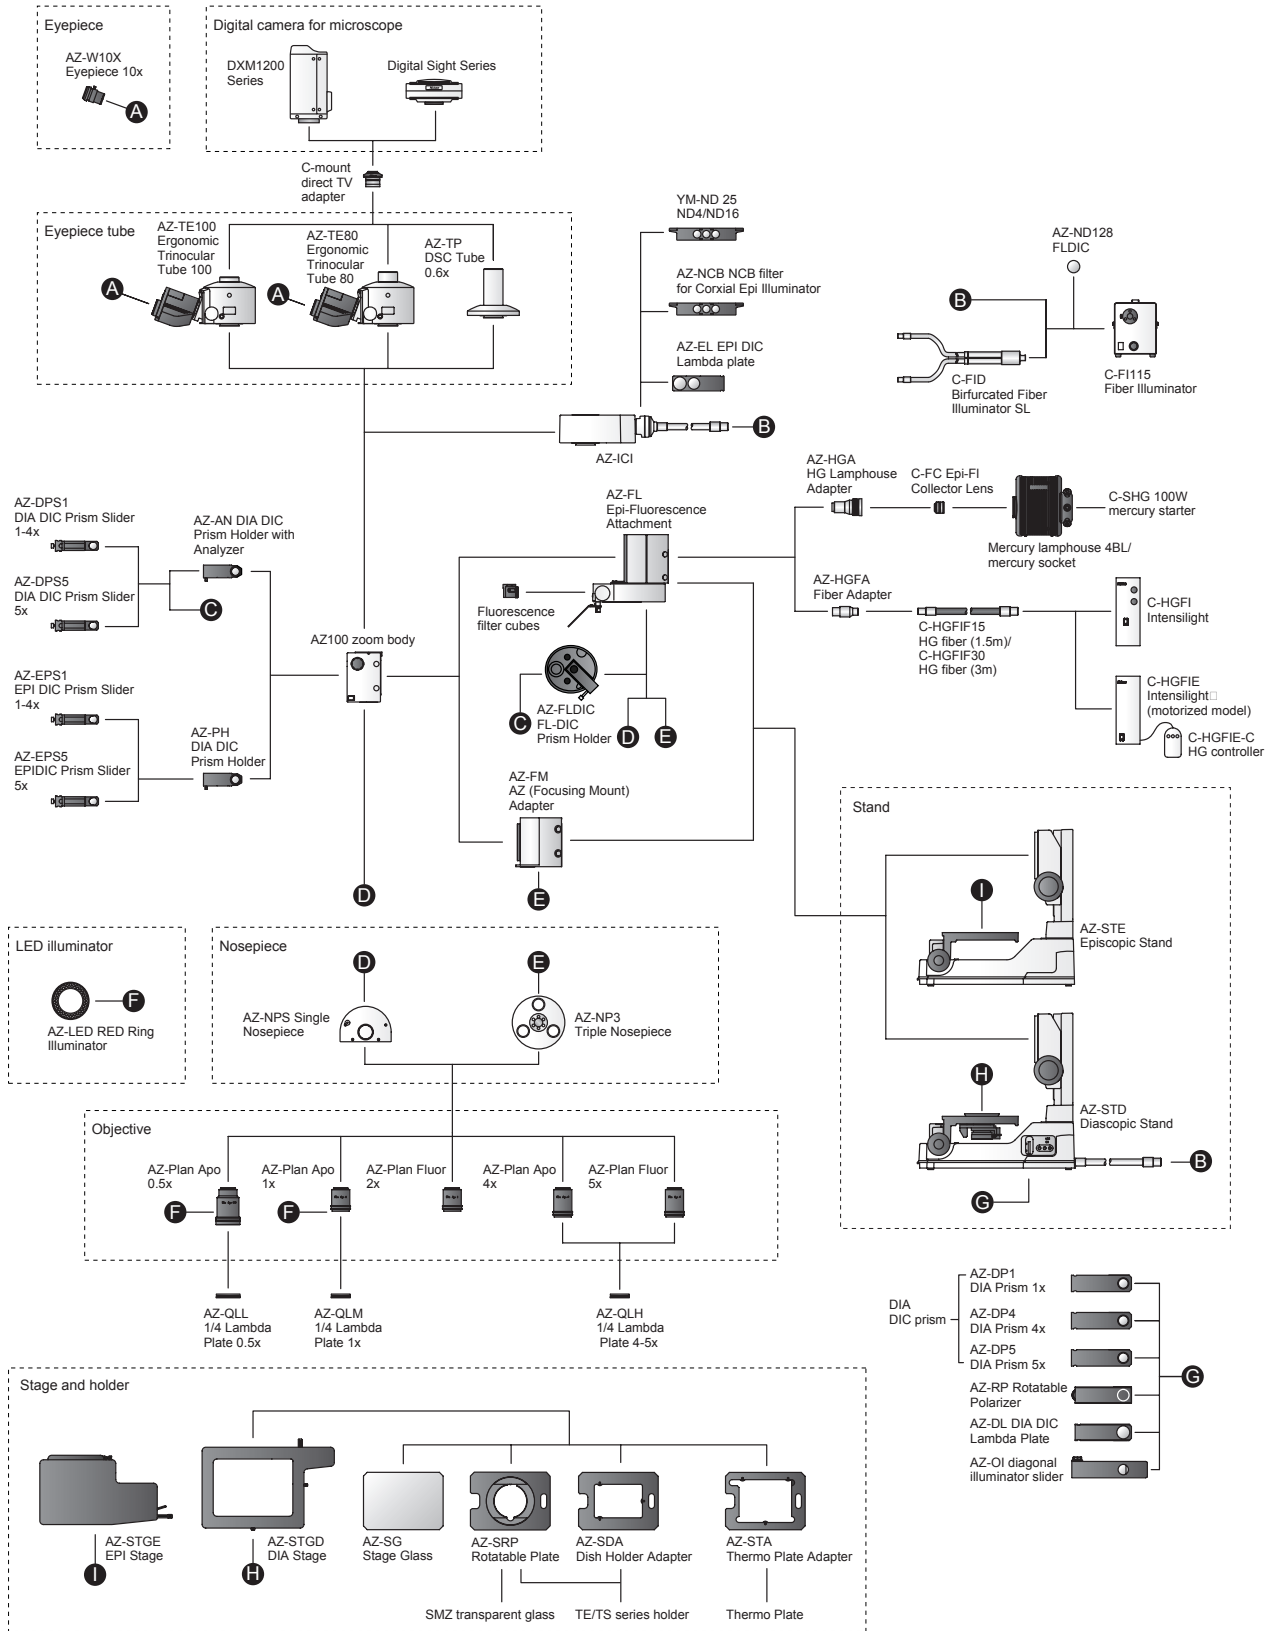 Eyepiece
AZ-W10X
Eyepiece 10x
A
Digital camera for microscope
DXM1200
Series
Digital Sight Series
C-mount
direct TV
adapter
Eyepiece tube
AZ-TE100
Ergonomic
Trinocular
Tube 100
A
AZ-TE80
Ergonomic
Trinocular
Tube 80
A
AZ-TP
DSC Tube
0.6x
YM-ND 25
ND4/ND16
AZ-NCB NCB filter
for Corxial Epi Illuminator
AZ-EL EPI DIC
Lambda plate
AZ-ICI
B
AZ-ND128
FLDIC
B
C-FID
Birfurcated Fiber
Illuminator SL
C-FI115
Fiber Illuminator
AZ-DPS1
DIA DIC Prism Slider
1-4x
AZ-DPS5
DIA DIC Prism Slider
5x
AZ-AN DIA DIC
Prism Holder with
Analyzer
C
AZ-EPS1
EPI DIC Prism Slider
1-4x
AZ-EPS5
EPIDIC Prism Slider
5x
AZ-PH
DIA DIC
Prism Holder
AZ100 zoom body
D
AZ-FL
Epi-Fluorescence
Attachment
Fluorescence
filter cubes
C
AZ-FLDIC
FL-DIC
Prism Holder
D
E
AZ-FM
AZ (Focusing Mount)
Adapter
E
AZ-HGA
HG Lamphouse
Adapter
C-FC Epi-FI
Collector Lens
C-SHG 100W
mercury starter
Mercury lamphouse 4BL/
mercury socket
AZ-HGFA
Fiber Adapter
C-HGFIF15
HG fiber (1.5m)/
C-HGFIF30
HG fiber (3m)
C-HGFI
Intensilight
C-HGFIE
Intensilight□
(motorized model)
C-HGFIE-C
HG controller
Stand
I
AZ-STE
Episcopic Stand
H
AZ-STD
Diascopic Stand
B
G
LED illuminator
F
AZ-LED RED Ring
Illuminator
Nosepiece
D
AZ-NPS Single
Nosepiece
E
AZ-NP3
Triple Nosepiece
Objective
AZ-Plan Apo
0.5x
F
AZ-Plan Apo
1x
F
AZ-Plan Fluor
2x
AZ-Plan Apo
4x
AZ-Plan Fluor
5x
AZ-QLL
1/4 Lambda
Plate 0.5x
AZ-QLM
1/4 Lambda
Plate 1x
AZ-QLH
1/4 Lambda
Plate 4-5x
DIA
DIC prism
AZ-DP1
DIA Prism 1x
AZ-DP4
DIA Prism 4x
AZ-DP5
DIA Prism 5x
AZ-RP Rotatable
Polarizer
AZ-DL DIA DIC
Lambda Plate
AZ-OI diagonal
illuminator slider
G
Stage and holder
AZ-STGE
EPI Stage
I
AZ-STGD
DIA Stage
H
AZ-SG
Stage Glass
AZ-SRP
Rotatable Plate
AZ-SDA
Dish Holder Adapter
AZ-STA
Thermo Plate Adapter
SMZ transparent glass
TE/TS series holder
Thermo Plate